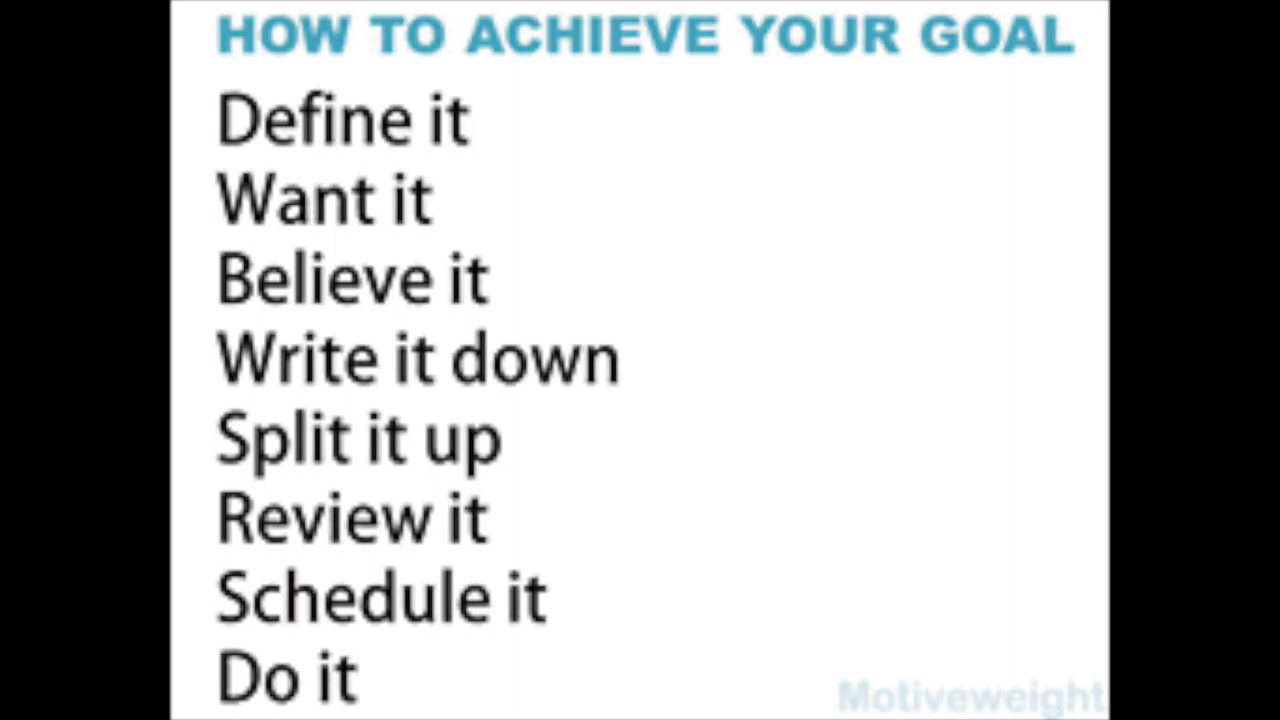 HOW TO ACHIEVE YOUR GOAL
Define it
Want it
Believe it
Write it down
Split it up
Review it
Schedule it
Do it
Motiveweight